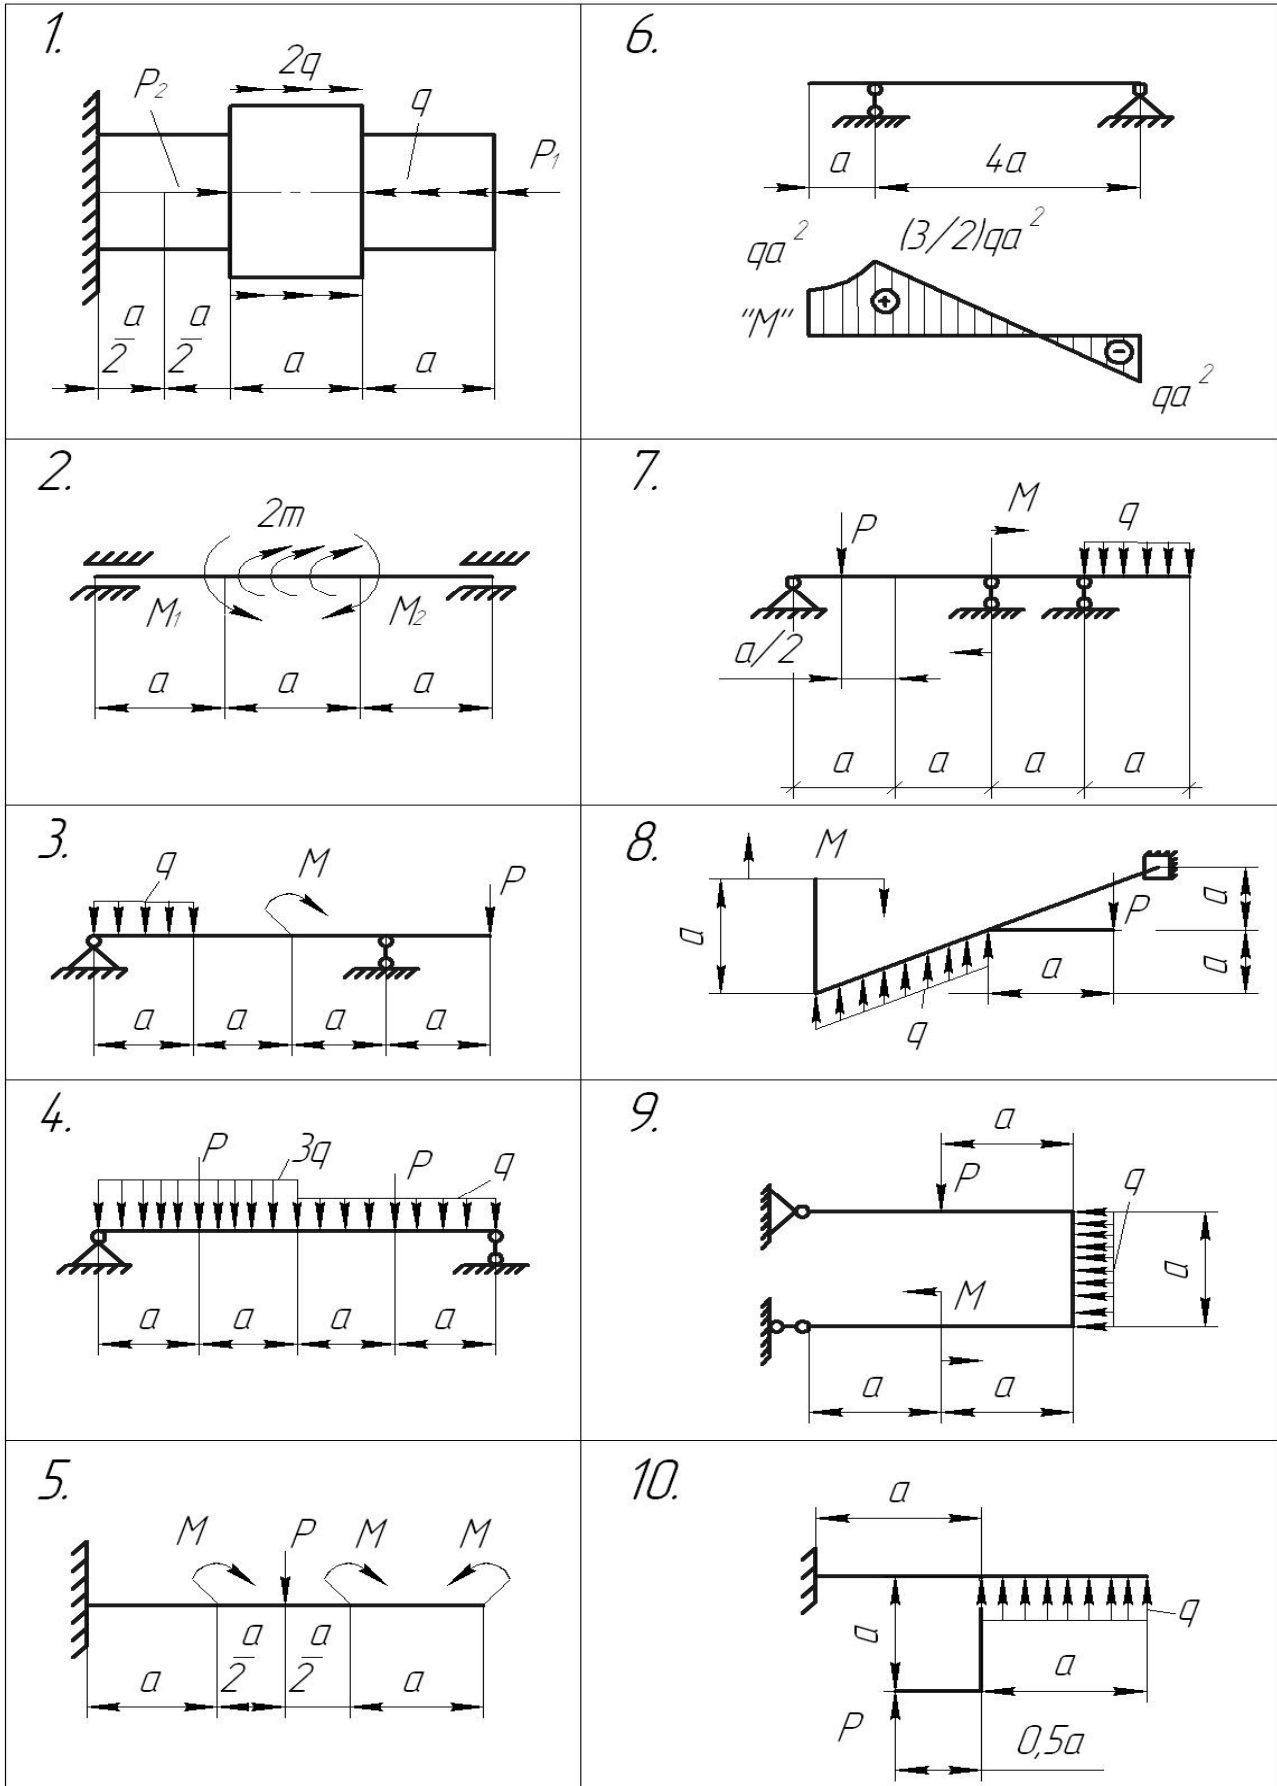 1.
P₂
2q
q
P₁
a/2 a/2 a a
2.
2m
M₁ M₂
a a a
3.
q M P
a a a a
4.
P 3q P q
a a a a
5.
M P M M
a a/2 a/2 a
6.
a 4a
qa² (3/2)qa²
"M"
+
-
qa²
7.
P M q
a/2
a a a a
8.
M
a P a
a a
q
9.
a
P q
a
M
a a
10.
a
a q
a
P
0,5a